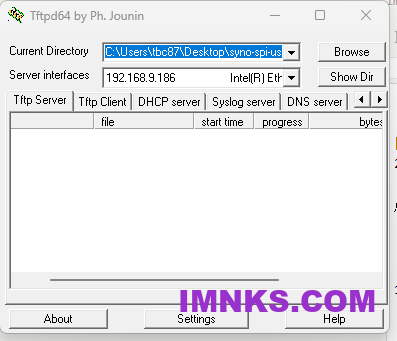 Tftpd64 by Ph. Jounin
Current Directory C:\Users\tbc87\Desktop\syno-spi-us Browse
Server interfaces 192.168.9.186 Intel(R) Eth Show Dir
Tftp Server Tftp Client DHCP server Syslog server DNS server
file start time progress bytes
IMNKS.COM
About Settings Help